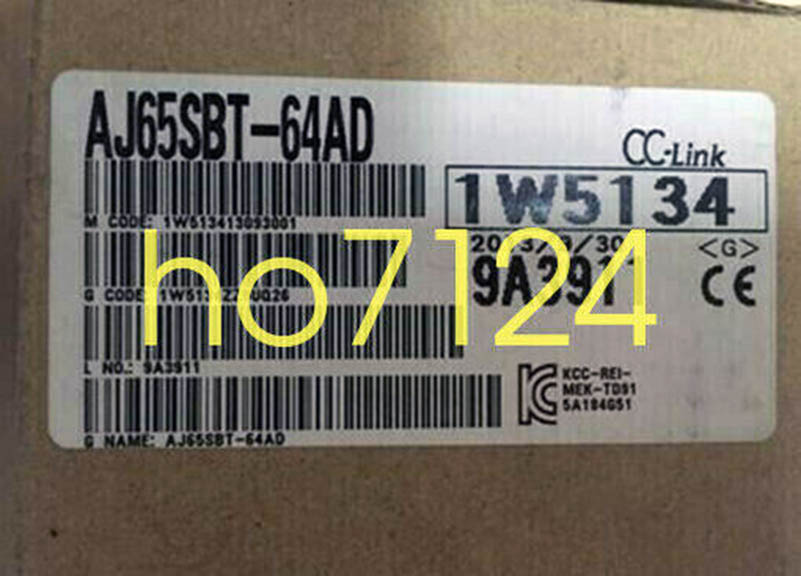 AJ65SBT-64AD
CC-Link
1W5134
M CODE: 1W513413093001
<G>
9A3911
CE
G CODE:
ho7124
L NO.: 9A3911
KCC-REI-
MEK-TD91
5A184G51
G NAME: AJ65SBT-64AD